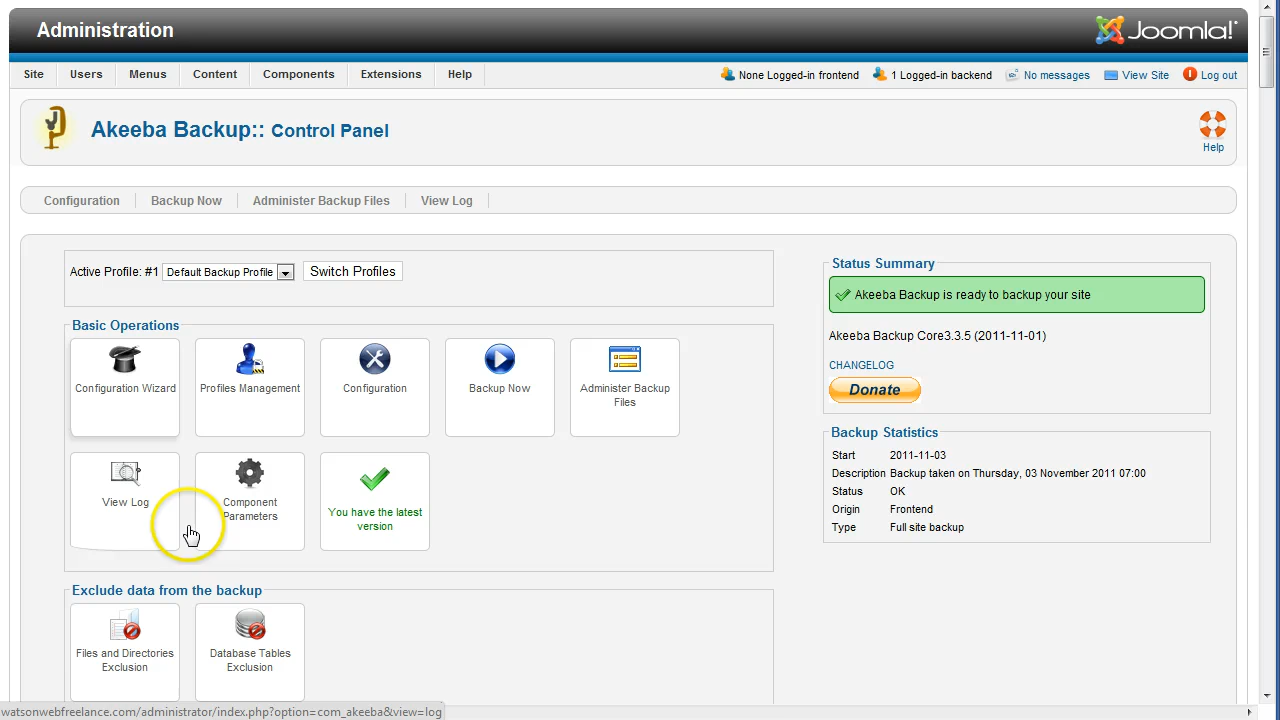 Administration
Joomla!
Site Users Menus Content Components Extensions Help
None Logged-in frontend 1 Logged-in backend No messages View Site Log out
Akeeba Backup:: Control Panel
Help
Configuration Backup Now Administer Backup Files View Log
Active Profile: #1 Default Backup Profile Switch Profiles
Basic Operations
Configuration Wizard
Profiles Management
Configuration
Backup Now
Administer Backup
Files
View Log
Component
Parameters
You have the latest
version
Exclude data from the backup
Files and Directories
Exclusion
Database Tables
Exclusion
Status Summary
Akeeba Backup is ready to backup your site
Akeeba Backup Core3.3.5 (2011-11-01)
CHANGELOG
Donate
Backup Statistics
Start 2011-11-03
Description Backup taken on Thursday, 03 November 2011 07:00
Status OK
Origin Frontend
Type Full site backup
watsonwebfreelance.com/administrator/index.php?option=com_akeeba&view=log